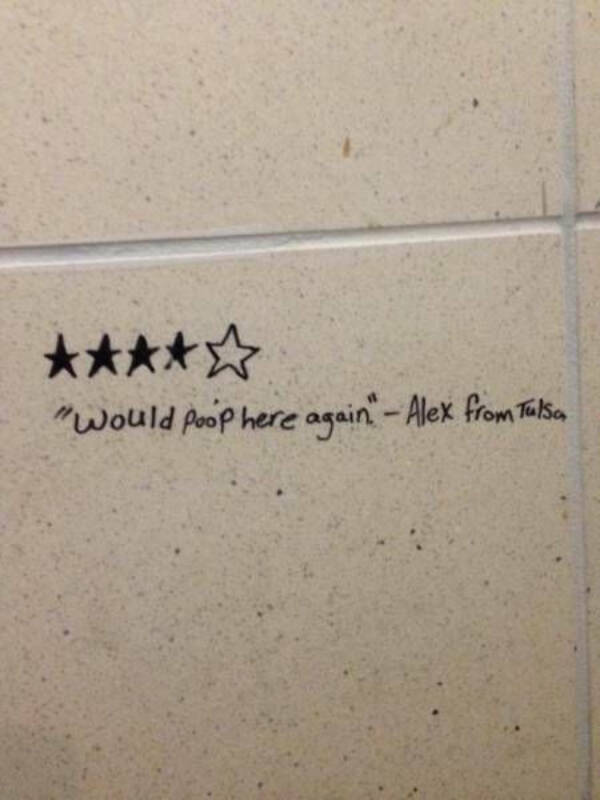 ★★★★☆
"Would poop here again." - Alex from Tulsa